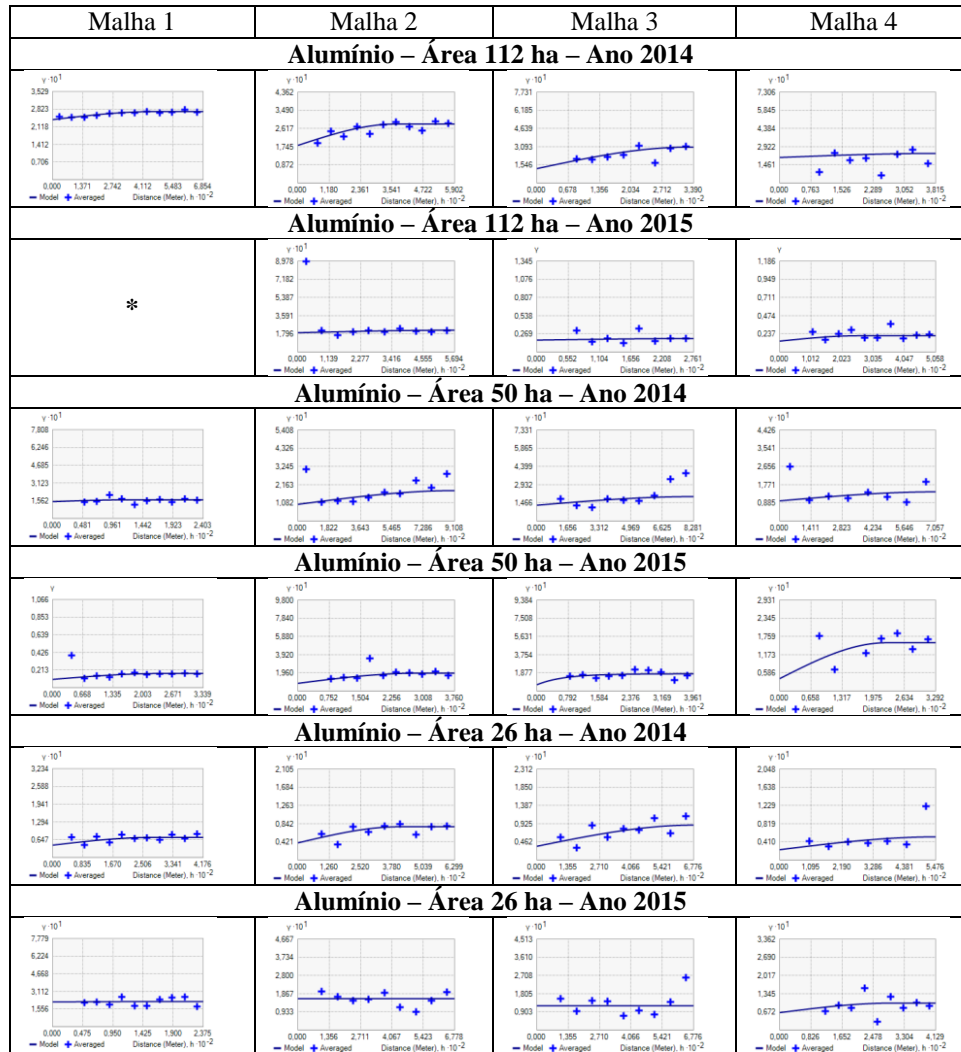 Malha 1 Malha 2 Malha 3 Malha 4
Alumínio – Área 112 ha – Ano 2014
γ ·10¹
3,529
2,823
2,118
1,412
0,706
0,000 1,371 2,742 4,112 5,483 6,854
Model Averaged Distance (Meter), h ·10⁻²
γ ·10¹
4,362
3,490
2,617
1,745
0,872
0,000 1,180 2,361 3,541 4,722 5,902
Model Averaged Distance (Meter), h ·10⁻²
γ ·10¹
7,731
6,185
4,639
3,093
1,546
0,000 0,678 1,356 2,034 2,712 3,390
Model Averaged Distance (Meter), h ·10⁻²
γ ·10¹
7,306
5,845
4,384
2,922
1,461
0,000 0,763 1,526 2,289 3,052 3,815
Model Averaged Distance (Meter), h ·10⁻²
Alumínio – Área 112 ha – Ano 2015
*
γ ·10¹
8,978
7,182
5,387
3,591
1,796
0,000 1,139 2,277 3,416 4,555 5,694
Model Averaged Distance (Meter), h ·10⁻²
γ
1,345
1,076
0,807
0,538
0,269
0,000 0,552 1,104 1,656 2,208 2,761
Model Averaged Distance (Meter), h ·10⁻²
γ
1,186
0,949
0,711
0,474
0,237
0,000 1,012 2,023 3,035 4,047 5,058
Model Averaged Distance (Meter), h ·10⁻²
Alumínio – Área 50 ha – Ano 2014
γ ·10¹
7,808
6,246
4,685
3,123
1,562
0,000 0,481 0,961 1,442 1,923 2,403
Model Averaged Distance (Meter), h ·10⁻²
γ ·10¹
5,408
4,326
3,245
2,163
1,082
0,000 1,822 3,643 5,465 7,286 9,108
Model Averaged Distance (Meter), h ·10⁻²
γ ·10¹
7,331
5,865
4,399
2,932
1,466
0,000 1,656 3,312 4,969 6,625 8,281
Model Averaged Distance (Meter), h ·10⁻²
γ ·10¹
4,426
3,541
2,656
1,771
0,885
0,000 1,411 2,823 4,234 5,646 7,057
Model Averaged Distance (Meter), h ·10⁻²
Alumínio – Área 50 ha – Ano 2015
γ
1,066
0,853
0,639
0,426
0,213
0,000 0,668 1,335 2,003 2,671 3,339
Model Averaged Distance (Meter), h ·10⁻²
γ ·10¹
9,800
7,840
5,880
3,920
1,960
0,000 0,752 1,504 2,256 3,008 3,760
Model Averaged Distance (Meter), h ·10⁻²
γ ·10¹
9,384
7,508
5,631
3,754
1,877
0,000 0,792 1,584 2,376 3,169 3,961
Model Averaged Distance (Meter), h ·10⁻²
γ ·10¹
2,931
2,345
1,759
1,173
0,586
0,000 0,658 1,317 1,975 2,634 3,292
Model Averaged Distance (Meter), h ·10⁻²
Alumínio – Área 26 ha – Ano 2014
γ ·10¹
3,234
2,588
1,941
1,294
0,647
0,000 0,835 1,670 2,506 3,341 4,176
Model Averaged Distance (Meter), h ·10⁻²
γ ·10¹
2,105
1,684
1,263
0,842
0,421
0,000 1,260 2,520 3,780 5,039 6,299
Model Averaged Distance (Meter), h ·10⁻²
γ ·10¹
2,312
1,850
1,387
0,925
0,462
0,000 1,355 2,710 4,066 5,421 6,776
Model Averaged Distance (Meter), h ·10⁻²
γ ·10¹
2,048
1,638
1,229
0,819
0,410
0,000 1,095 2,190 3,286 4,381 5,476
Model Averaged Distance (Meter), h ·10⁻²
Alumínio – Área 26 ha – Ano 2015
γ ·10¹
7,779
6,224
4,668
3,112
1,556
0,000 0,475 0,950 1,425 1,900 2,375
Model Averaged Distance (Meter), h ·10⁻²
γ ·10¹
4,667
3,734
2,800
1,867
0,933
0,000 1,356 2,711 4,067 5,423 6,778
Model Averaged Distance (Meter), h ·10⁻²
γ ·10¹
4,513
3,610
2,708
1,805
0,903
0,000 1,355 2,710 4,066 5,421 6,776
Model Averaged Distance (Meter), h ·10⁻²
γ ·10¹
3,362
2,690
2,017
1,345
0,672
0,000 0,826 1,652 2,478 3,304 4,129
Model Averaged Distance (Meter), h ·10⁻²